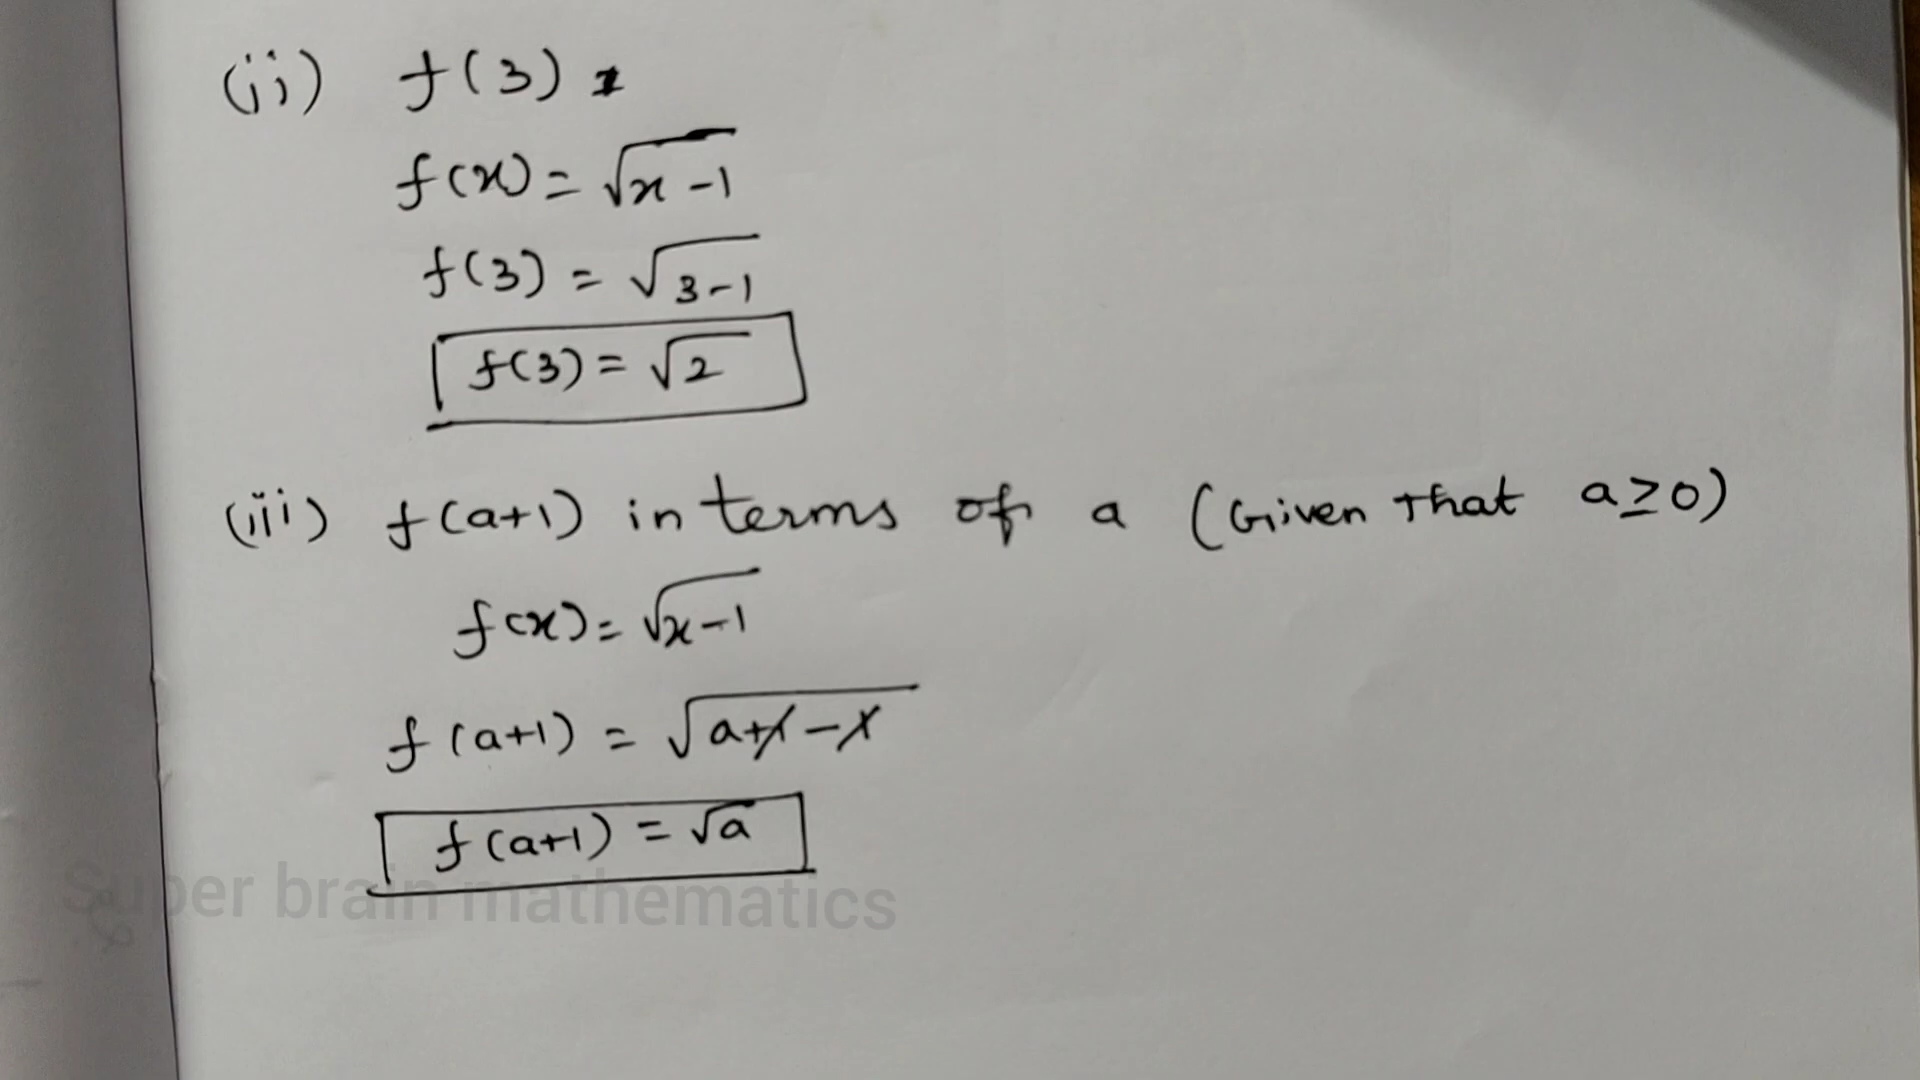 (ii) f(3)
f(x) = √x-1
f(3) = √3-1
f(3) = √2
(iii) f(a+1) in terms of a (Given that a≥0)
f(x) = √x-1
f(a+1) = √a+1-1
f(a+1) = √a
Super brain mathematics